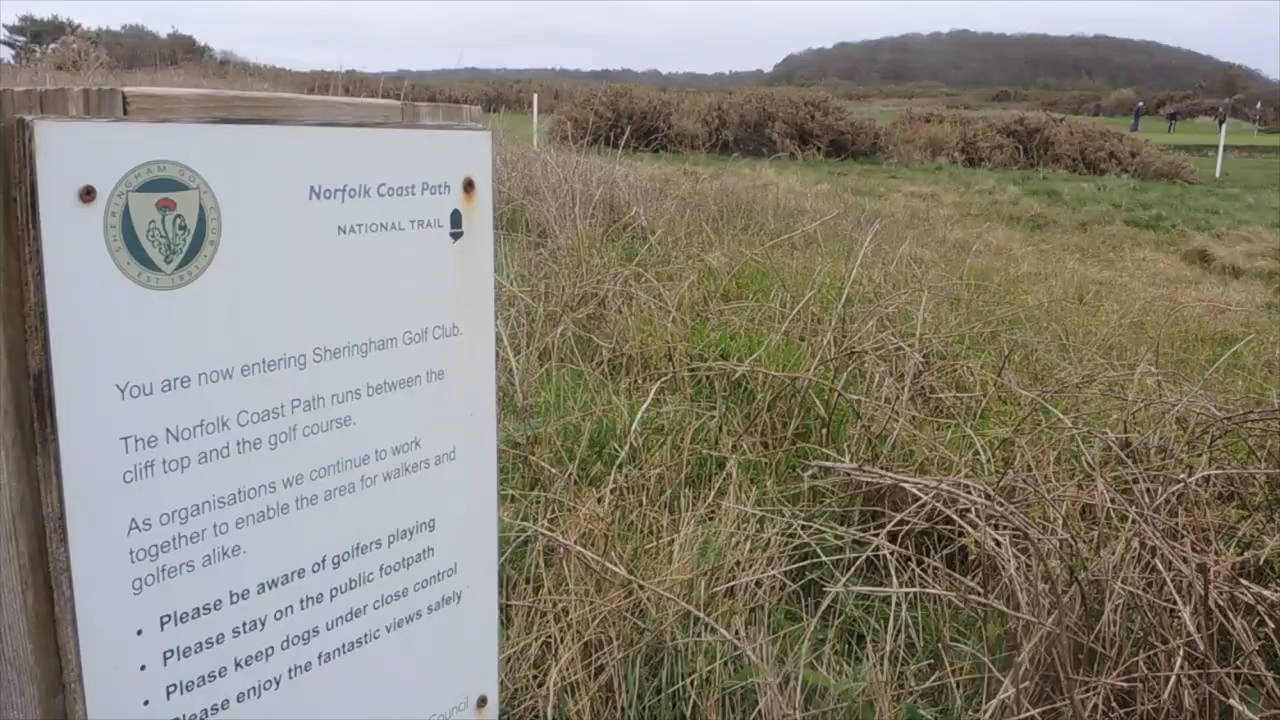 SHERINGHAM GOLF CLUB
EST 1891
Norfolk Coast Path
NATIONAL TRAIL
You are now entering Sheringham Golf Club.
The Norfolk Coast Path runs between the
cliff top and the golf course.
As organisations we continue to work
together to enable the area for walkers and
golfers alike.
• Please be aware of golfers playing
• Please stay on the public footpath
• Please keep dogs under close control
Please enjoy the fantastic views safely
Council